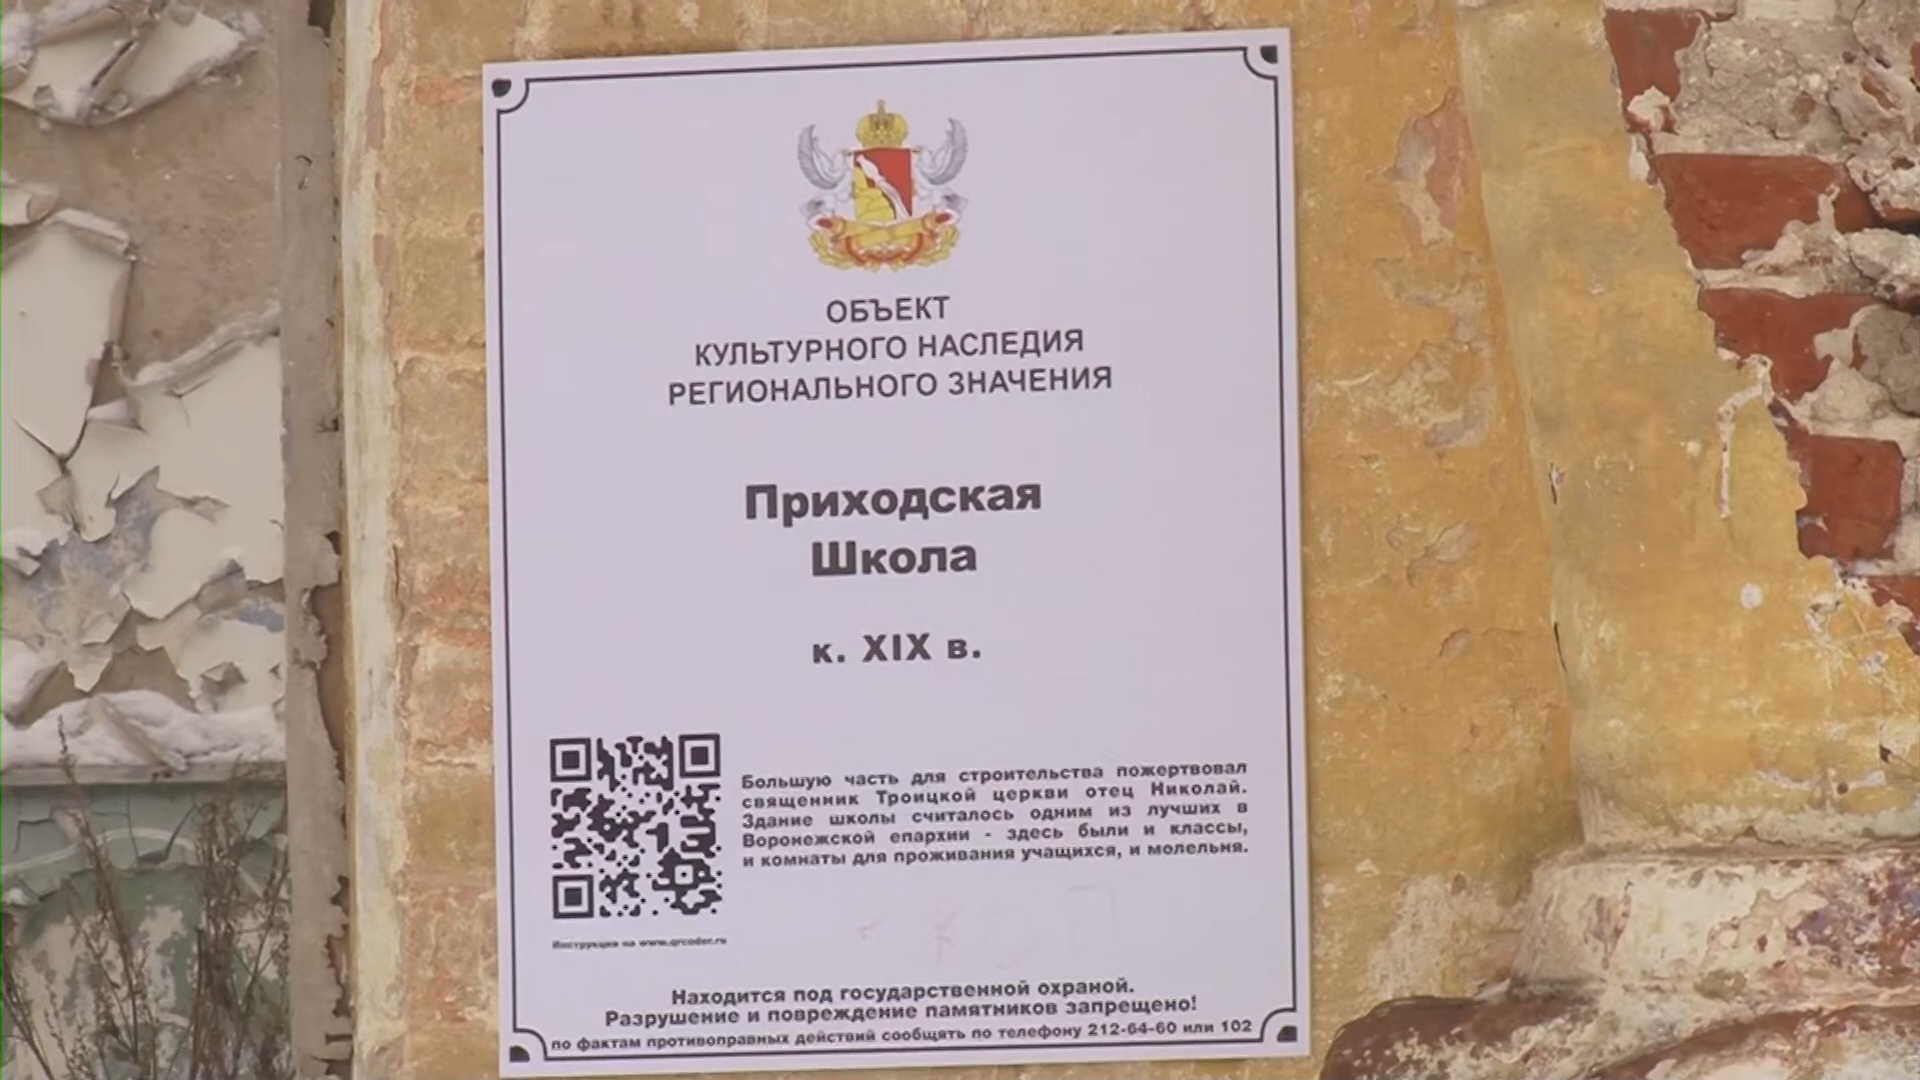 ОБЪЕКТ
КУЛЬТУРНОГО НАСЛЕДИЯ
РЕГИОНАЛЬНОГО ЗНАЧЕНИЯ
Приходская
Школа
к. XIX в.
Большую часть для строительства пожертвовал
священник Троицкой церкви отец Николай.
Здание школы считалось одним из лучших в
Воронежской епархии - здесь были и классы,
и комнаты для проживания учащихся, и молельня.
Инструкция на www.qrcoder.ru
Находится под государственной охраной.
Разрушение и повреждение памятников запрещено!
по фактам противоправных действий сообщять по телефону 212-64-60 или 102